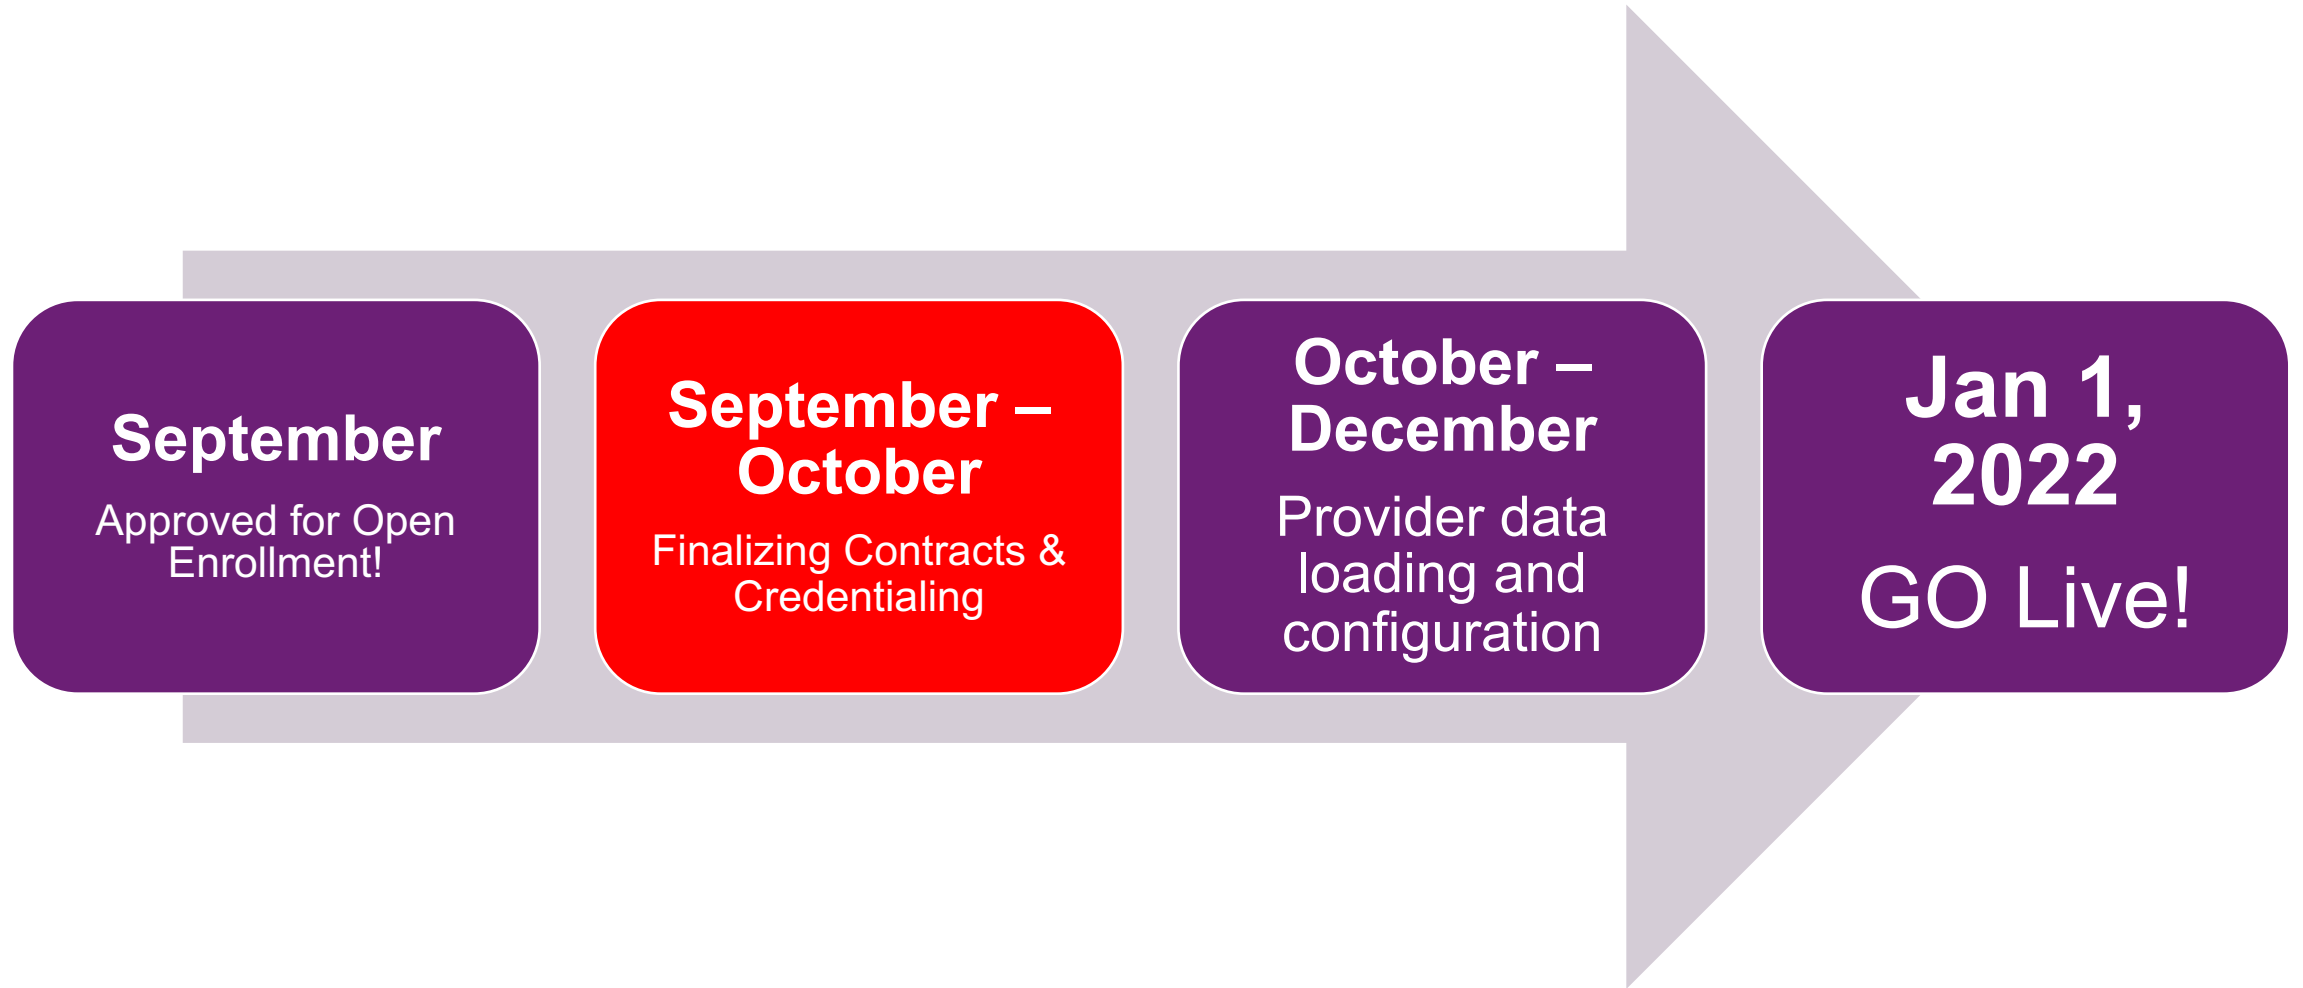 September
Approved for Open
Enrollment!
September –
October
Finalizing Contracts &
Credentialing
October –
December
Provider data
loading and
configuration
Jan 1,
2022
GO Live!